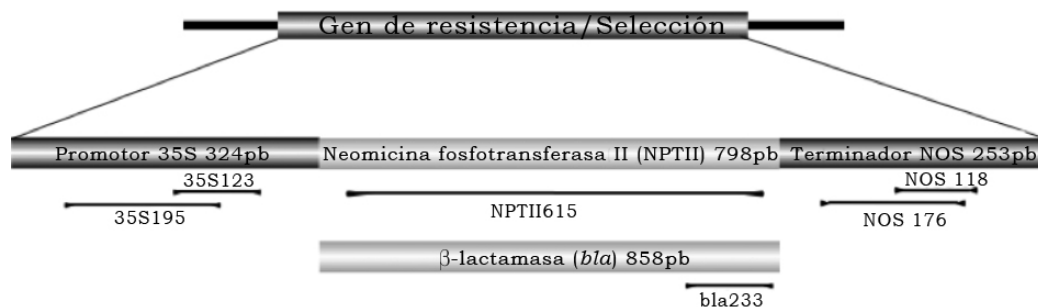 Gen de resistencia/Selección
Promotor 35S 324pb Neomicina fosfotransferasa II (NPTII) 798pb Terminador NOS 253pb
35S123 NOS 118
35S195 NPTII615 NOS 176
β-lactamasa (bla) 858pb
bla233